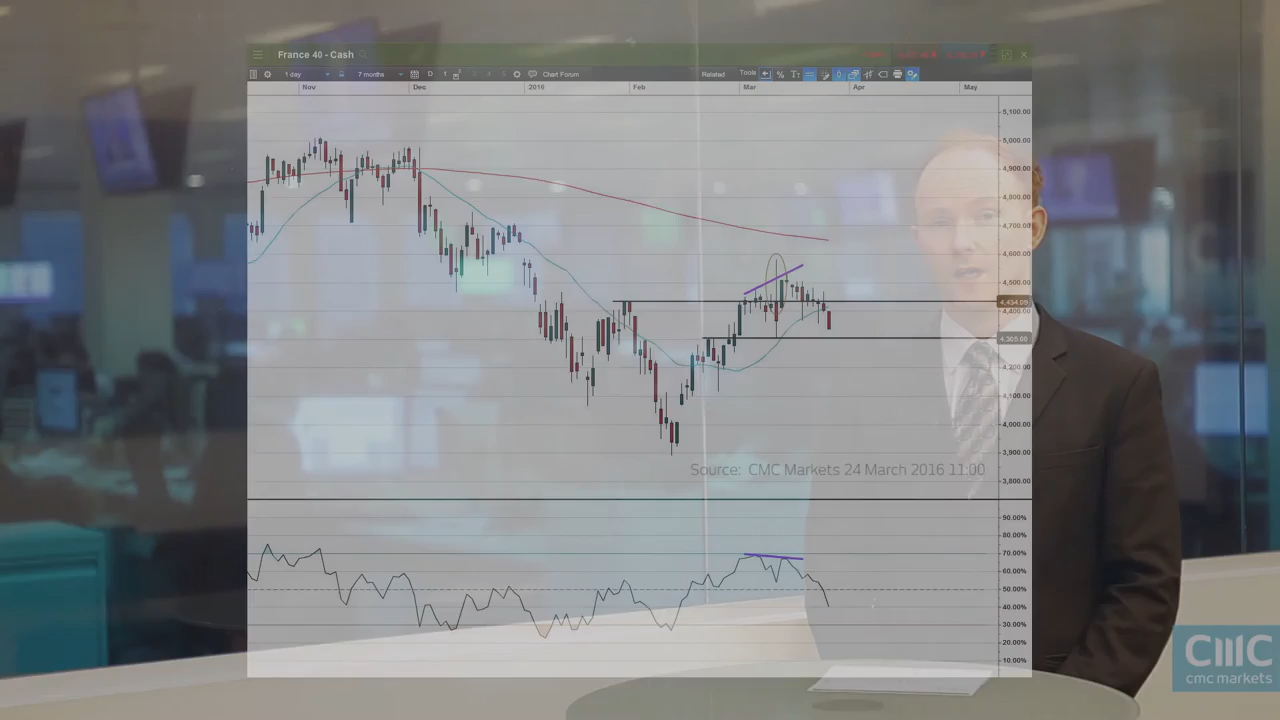 France 40 - Cash
1 day
7 months
D
1
Chart Forum
Related
Tools
Nov Dec 2016 Feb Mar Apr May
5,100.00
5,000.00
4,900.00
4,800.00
4,700.00
4,600.00
4,500.00
4,434.09
4,400.00
4,305.00
4,200.00
4,100.00
4,000.00
3,900.00
3,800.00
Source: CMC Markets 24 March 2016 11:00
90.00%
80.00%
70.00%
60.00%
50.00%
40.00%
30.00%
20.00%
10.00%
CMC
cmc markets